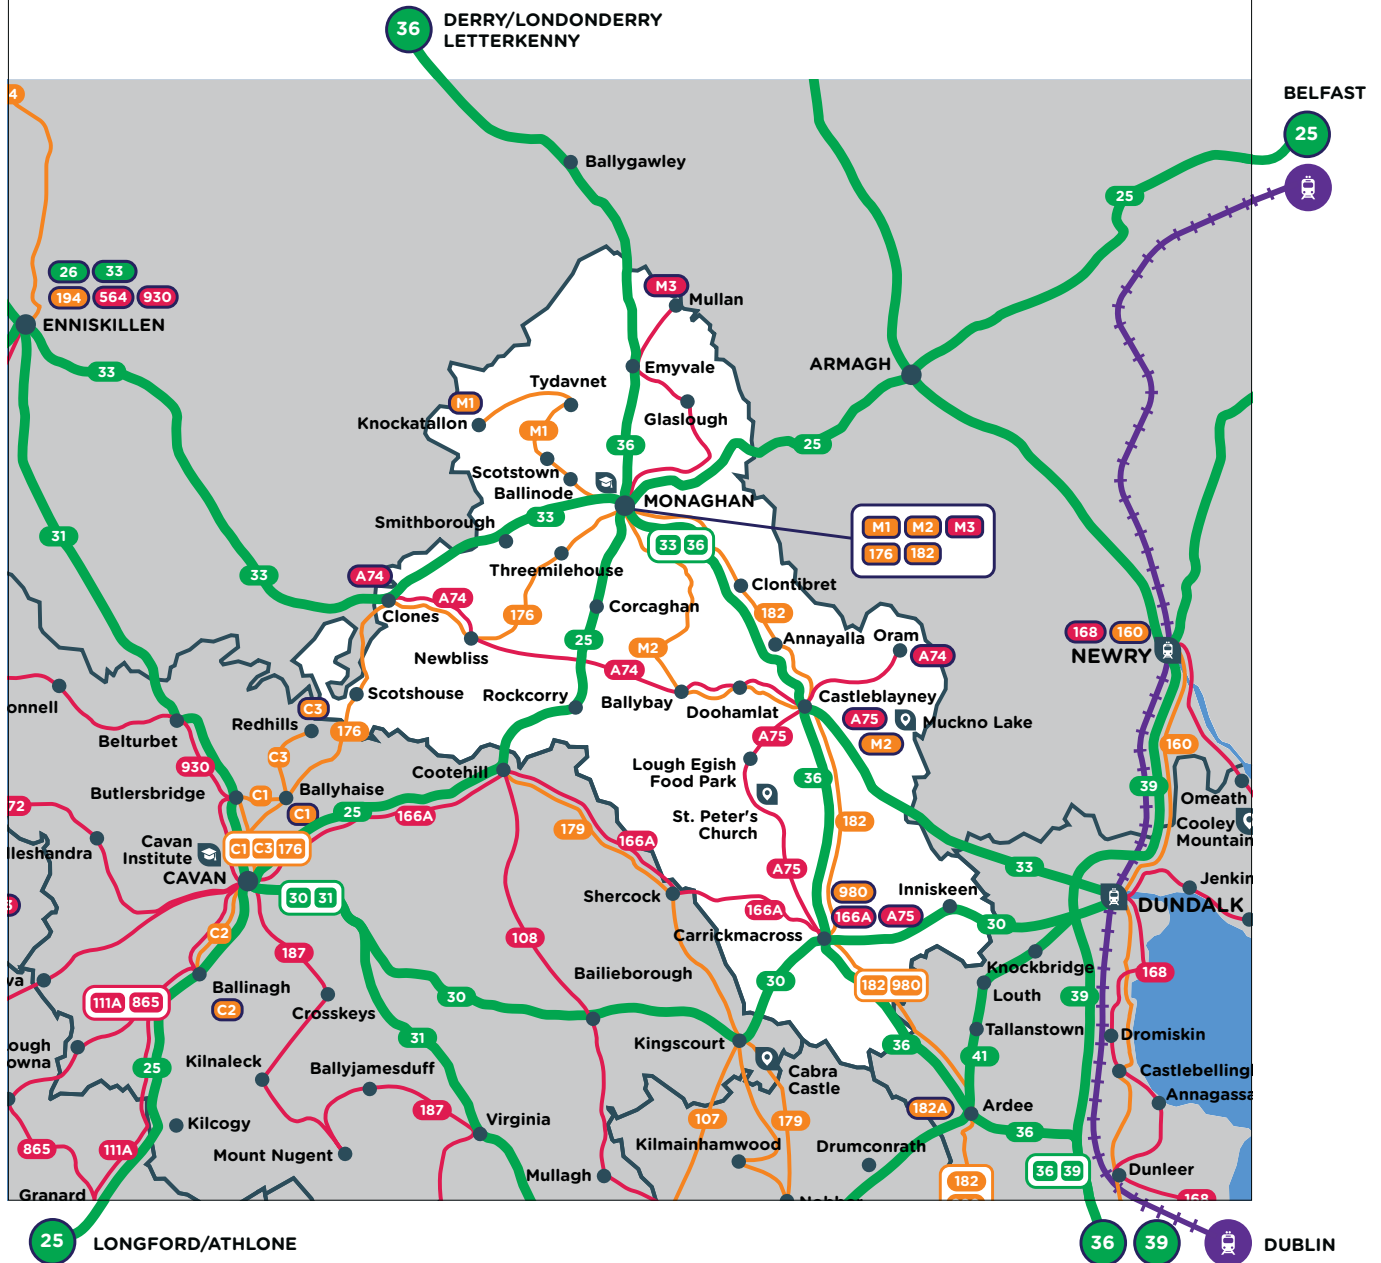 36
DERRY/LONDONDERRY
LETTERKENNY
BELFAST
25
4
Ballygawley
25
26 33
194 564 930
ENNISKILLEN
M3
Mullan
33
Emyvale
ARMAGH
Tydavnet
M1
Knockatallon
Glaslough
M1
36
25
Scotstown
Ballinode
MONAGHAN
33
Smithborough
M1 M2 M3
176 182
31
33 36
Threemilehouse
33
A74
Clontibret
A74
Clones
176
Corcaghan
182
25
M2
Annayalla
Oram
168 160
NEWRY
Newbliss
A74
A74
onnell
Scotshouse
Rockcorry
Ballybay
Doohamlat
Castleblayney
C3
Redhills
176
A75
Muckno Lake
Belturbet
A75
M2
160
C3
930
Cootehill
Lough Egish
Food Park
36
39
Butlersbridge
C1
Ballyhaise
Omeath
72
C1
25
166A
St. Peter's
Church
182
Cooley
Mountain
179
166A
lleshandra
Cavan
Institute
C1 C3 176
CAVAN
33
A75
Jenkin
30 31
Shercock
980
Inniskeen
DUNDALK
166A
166A A75
30
C2
108
Carrickmacross
187
Knockbridge
168
Bailieborough
30
va
Ballinagh
182 980
Louth
39
C2
30
111A 865
Crosskeys
Tallanstown
Dromiskin
31
Kingscourt
36
ough
owna
41
25
Kilnaleck
Ballyjamesduff
Cabra
Castle
Castlebelling
Annagassa
182A
Ardee
187
107
179
Kilcogy
Virginia
36
865
111A
Mount Nugent
Kilmainhamwood
Drumconrath
36 39
Dunleer
Mullagh
182
Granard
168
25
LONGFORD/ATHLONE
36
39
DUBLIN